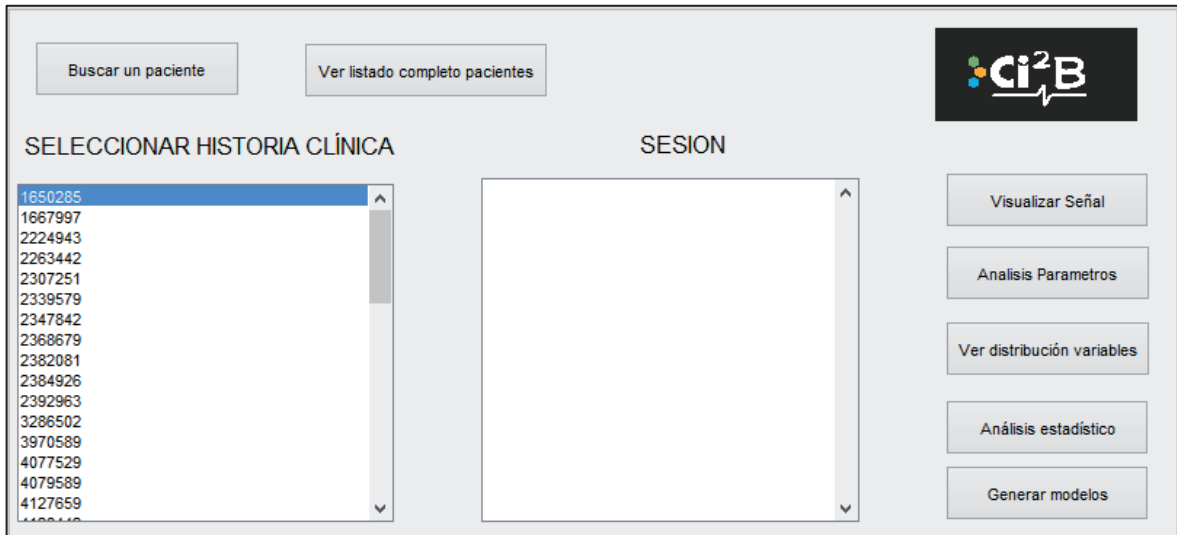 Buscar un paciente
Ver listado completo pacientes
Ci²B
SELECCIONAR HISTORIA CLÍNICA
SESION
1650285
1667997
2224943
2263442
2307251
2339579
2347842
2368679
2382081
2384926
2392963
3286502
3970589
4077529
4079589
4127659
Visualizar Señal
Analisis Parametros
Ver distribución variables
Análisis estadístico
Generar modelos